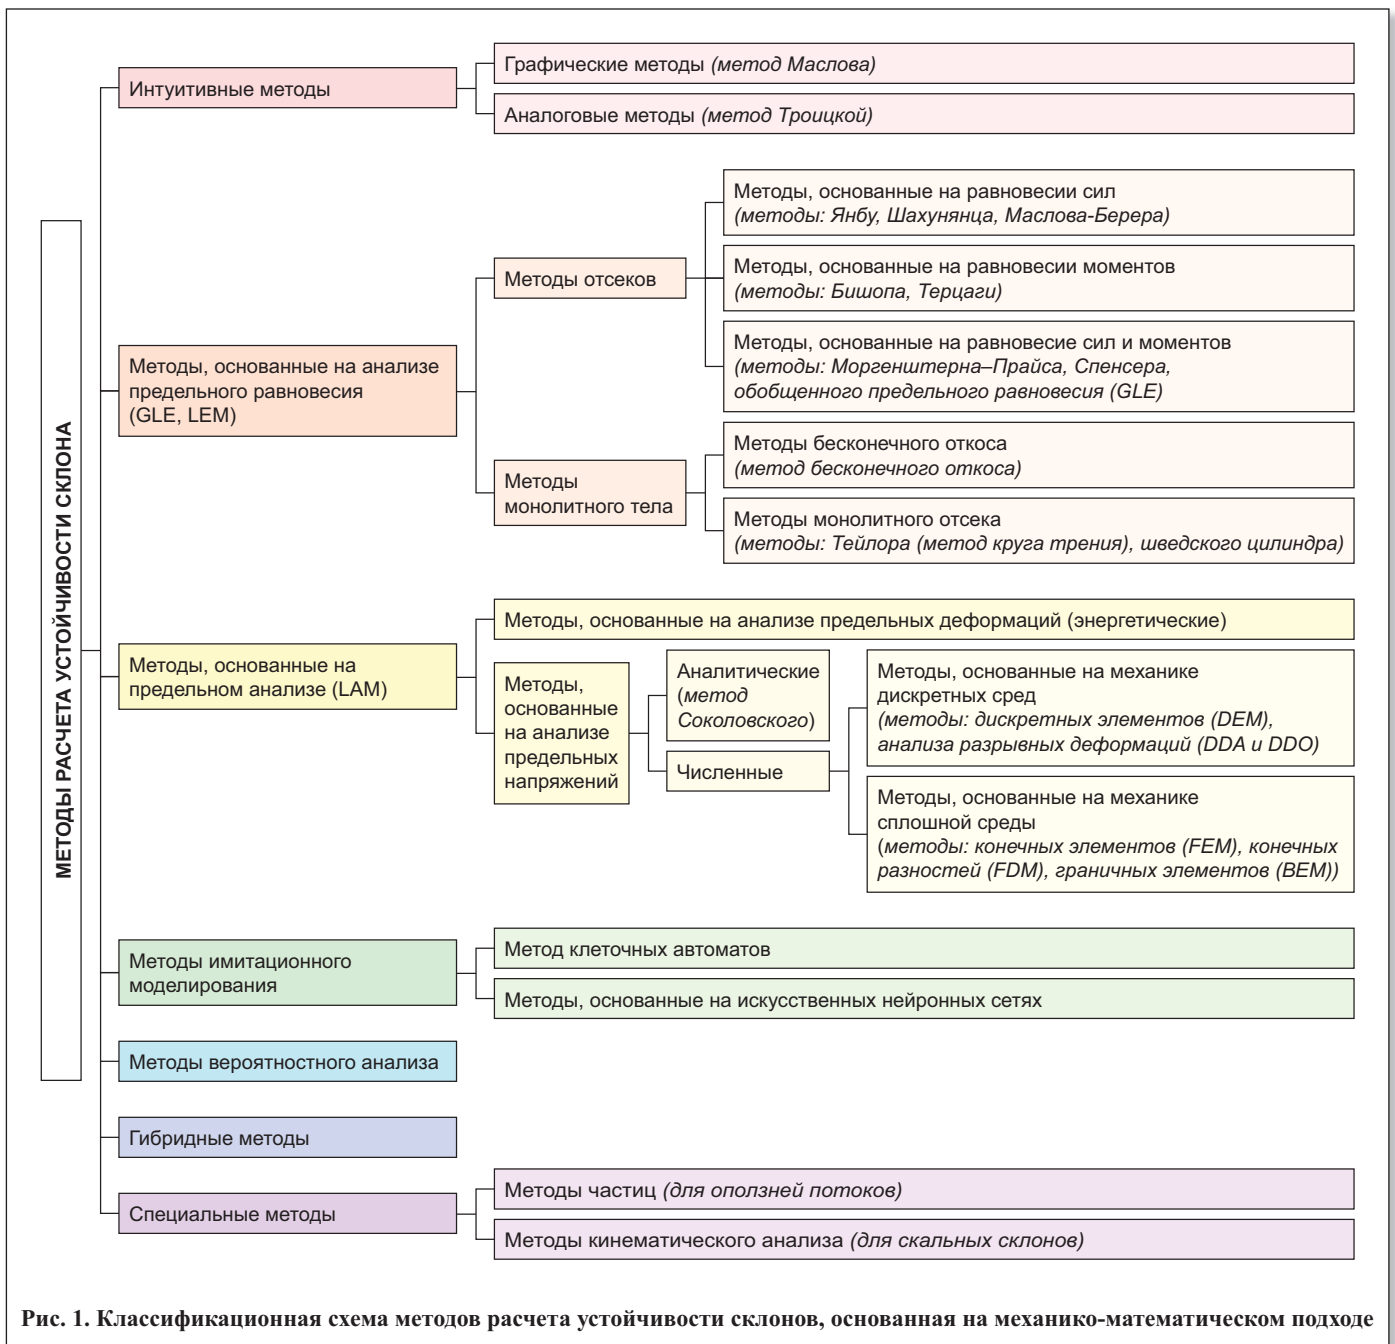 МЕТОДЫ РАСЧЕТА УСТОЙЧИВОСТИ СКЛОНА
Интуитивные методы
Графические методы (метод Маслова)
Аналоговые методы (метод Троицкой)
Методы, основанные на анализе
предельного равновесия
(GLE, LEM)
Методы отсеков
Методы, основанные на равновесии сил
(методы: Янбу, Шахунянца, Маслова-Берера)
Методы, основанные на равновесии моментов
(методы: Бишопа, Терцаги)
Методы, основанные на равновесие сил и моментов
(методы: Моргенштерна–Прайса, Спенсера,
обобщенного предельного равновесия (GLE)
Методы
монолитного тела
Методы бесконечного откоса
(метод бесконечного откоса)
Методы монолитного отсека
(методы: Тейлора (метод круга трения), шведского цилиндра)
Методы, основанные на
предельном анализе (LAM)
Методы, основанные на анализе предельных деформаций (энергетические)
Методы,
основанные
на анализе
предельных
напряжений
Аналитические
(метод
Соколовского)
Численные
Методы, основанные на механике
дискретных сред
(методы: дискретных элементов (DEM),
анализа разрывных деформаций (DDA и DDO)
Методы, основанные на механике
сплошной среды
(методы: конечных элементов (FEM), конечных
разностей (FDM), граничных элементов (BEM))
Методы имитационного
моделирования
Метод клеточных автоматов
Методы, основанные на искусственных нейронных сетях
Методы вероятностного анализа
Гибридные методы
Специальные методы
Методы частиц (для оползней потоков)
Методы кинематического анализа (для скальных склонов)
Рис. 1. Классификационная схема методов расчета устойчивости склонов, основанная на механико-математическом подходе